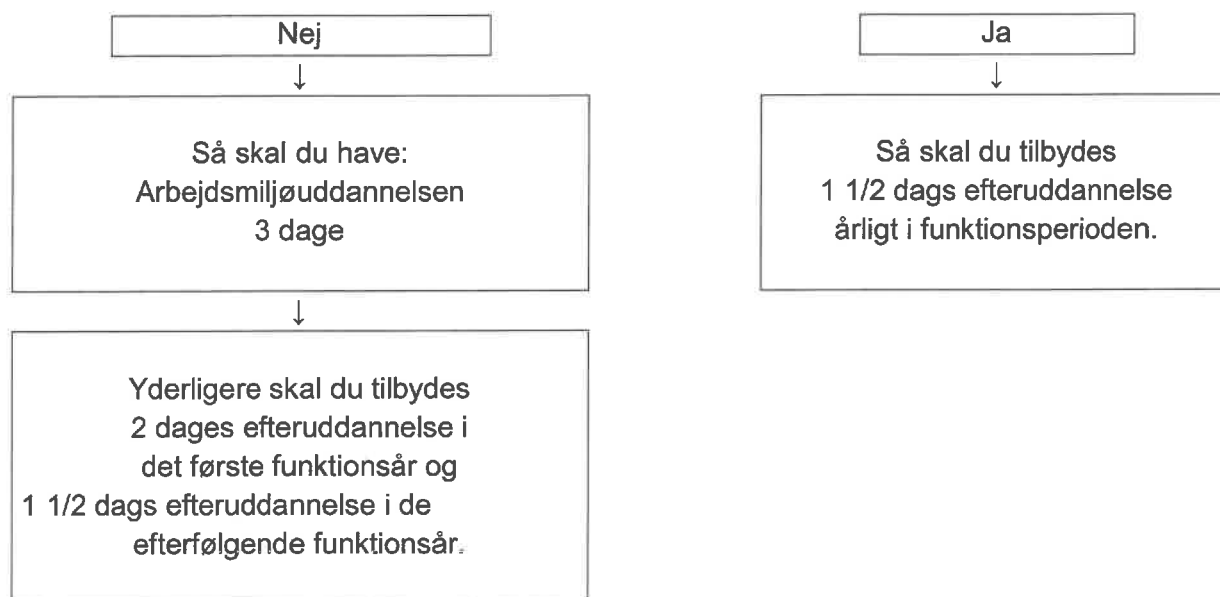 Nej
↓
Så skal du have:
Arbejdsmiljøuddannelsen
3 dage
↓
Yderligere skal du tilbydes
2 dages efteruddannelse i
det første funktionsår og
1 1/2 dags efteruddannelse i de
efterfølgende funktionsår.
Ja
↓
Så skal du tilbydes
1 1/2 dags efteruddannelse
årligt i funktionsperioden.